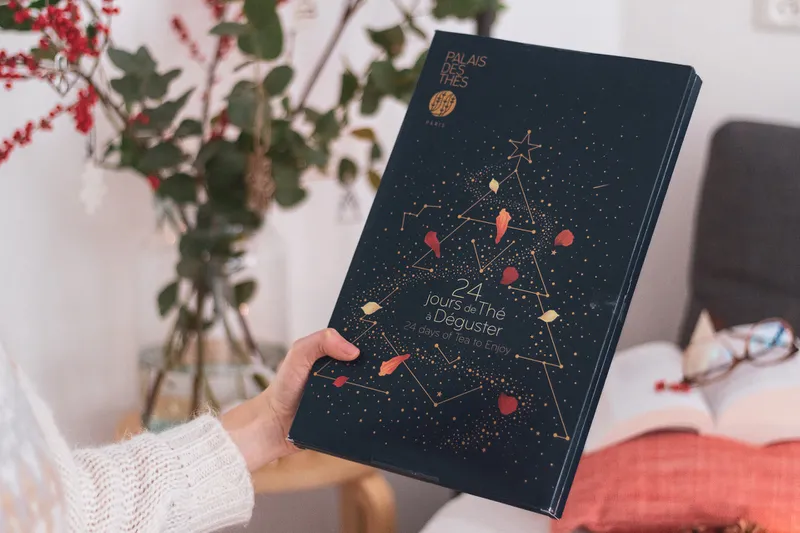 PALAIS
DES
THÉS
PARIS
24
jours de Thé
à Déguster
24 days of Tea to Enjoy